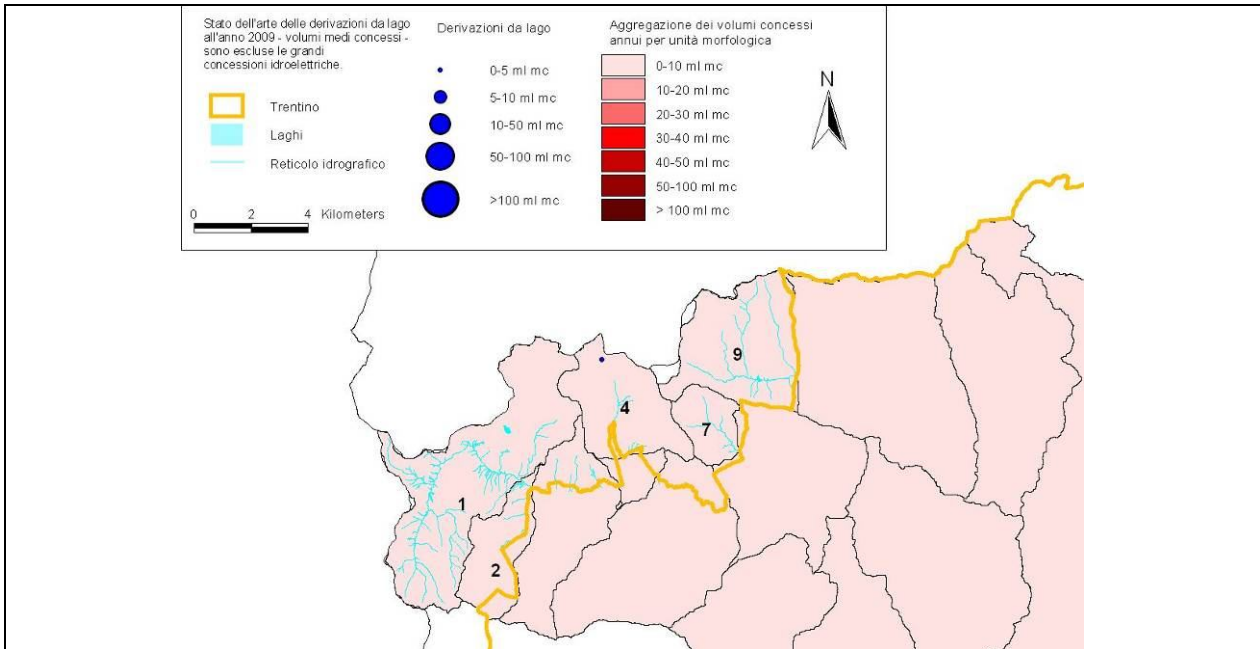 Stato dell'arte delle derivazioni da lago
all'anno 2009 - volumi medi concessi -
sono escluse le grandi
concessioni idroelettriche.
Trentino
Laghi
Reticolo idrografico
0 2 4 Kilometers
Derivazioni da lago
0-5 ml mc
5-10 ml mc
10-50 ml mc
50-100 ml mc
>100 ml mc
Aggregazione dei volumi concessi
annui per unità morfologica
0-10 ml mc
10-20 ml mc
20-30 ml mc
30-40 ml mc
40-50 ml mc
50-100 ml mc
> 100 ml mc
N
9
4
7
1
2